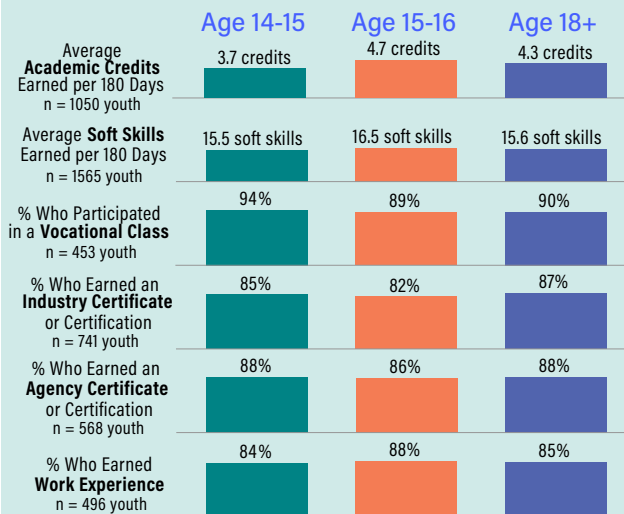 Age 14-15 Age 15-16 Age 18+
Average
Academic Credits
Earned per 180 Days
n = 1050 youth
3.7 credits 4.7 credits 4.3 credits
Average Soft Skills
Earned per 180 Days
n = 1565 youth
15.5 soft skills 16.5 soft skills 15.6 soft skills
% Who Participated
in a Vocational Class
n = 453 youth
94% 89% 90%
% Who Earned an
Industry Certificate
or Certification
n = 741 youth
85% 82% 87%
% Who Earned an
Agency Certificate
or Certification
n = 568 youth
88% 86% 88%
% Who Earned
Work Experience
n = 496 youth
84% 88% 85%